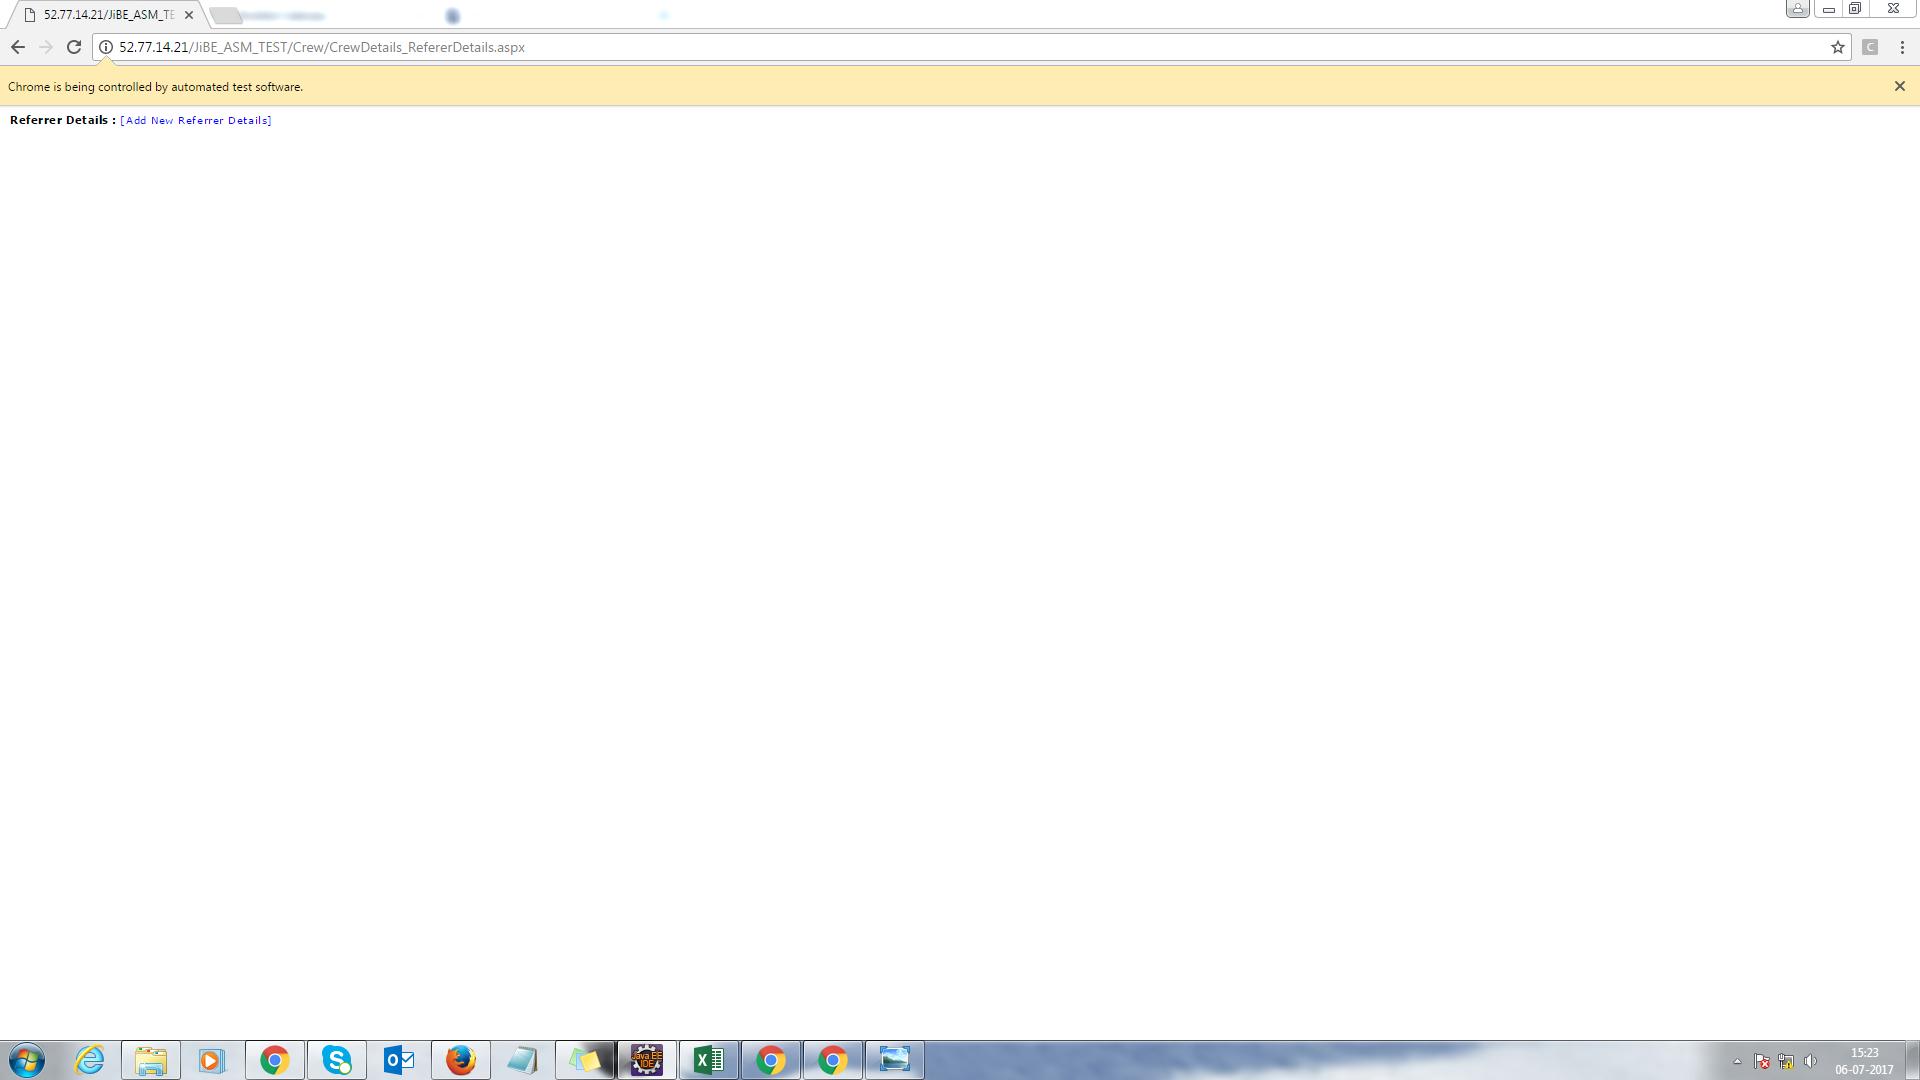 52.77.14.21/JiBE_ASM_TE
52.77.14.21/JiBE_ASM_TEST/Crew/CrewDetails_RefererDetails.aspx
C
Chrome is being controlled by automated test software.
Referrer Details : [Add New Referrer Details]
Java EE
IDE
15:23
06-07-2017